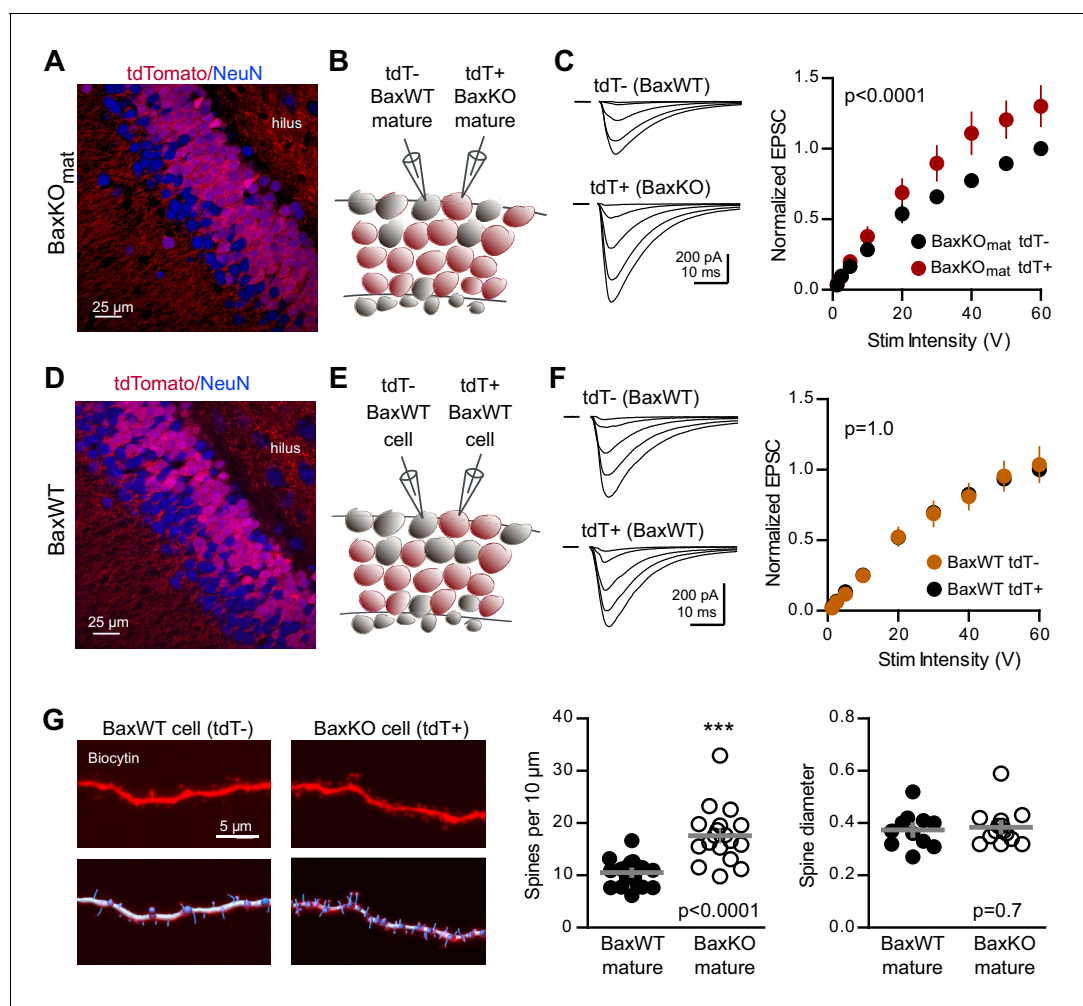 A
tdTomato/NeuN
BaxKOmat
hilus
25 µm
B
tdT- tdT+
BaxWT BaxKO
mature mature
C
tdT- (BaxWT)
tdT+ (BaxKO)
200 pA
10 ms
Normalized EPSC
1.5
1.0
0.5
0.0
p<0.0001
BaxKOmat tdT-
BaxKOmat tdT+
20 40 60
Stim Intensity (V)
D
tdTomato/NeuN
BaxWT
hilus
25 µm
E
tdT- tdT+
BaxWT BaxWT
cell cell
F
tdT- (BaxWT)
tdT+ (BaxWT)
200 pA
10 ms
Normalized EPSC
1.5
1.0
0.5
0.0
p=1.0
BaxWT tdT-
BaxWT tdT+
0 20 40 60
Stim Intensity (V)
G
BaxWT cell (tdT-) BaxKO cell (tdT+)
Biocytin
5 µm
Spines per 10 µm
40
30
20
10
0
***
p<0.0001
BaxWT BaxKO
mature mature
Spine diameter
0.8
0.6
0.4
0.2
0.0
p=0.7
BaxWT BaxKO
mature mature